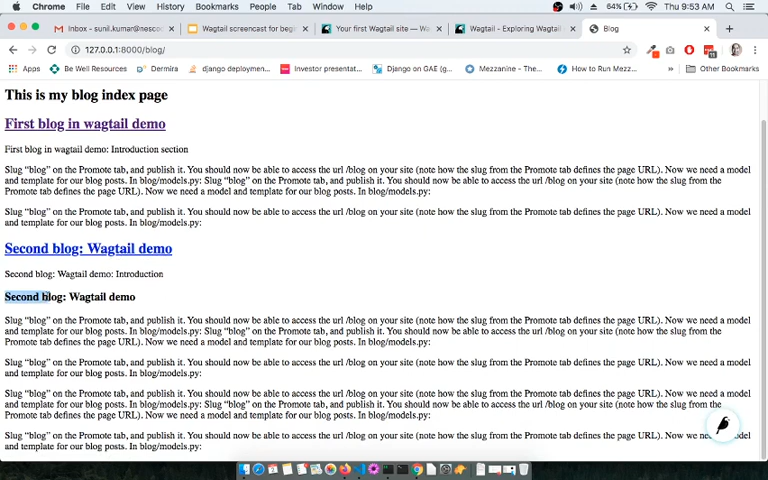 Chrome File Edit View History Bookmarks People Tab Window Help 64% Thu 9:53 AM
Inbox - sunil.kumar@nesco Wagtail screencast for begi Your first Wagtail site — Wa Wagtail - Exploring Wagtail Blog
127.0.0.1:8000/blog/
Apps Be Well Resources Dermira django deploymen... Investor presentat... Django on GAE (g... Mezzanine - The... How to Run Mezz... » Other Bookmarks
This is my blog index page
First blog in wagtail demo
First blog in wagtail demo: Introduction section
Slug “blog” on the Promote tab, and publish it. You should now be able to access the url /blog on your site (note how the slug from the Promote tab defines the page URL). Now we need a model
and template for our blog posts. In blog/models.py: Slug “blog” on the Promote tab, and publish it. You should now be able to access the url /blog on your site (note how the slug from the
Promote tab defines the page URL). Now we need a model and template for our blog posts. In blog/models.py:
Slug “blog” on the Promote tab, and publish it. You should now be able to access the url /blog on your site (note how the slug from the Promote tab defines the page URL). Now we need a model
and template for our blog posts. In blog/models.py:
Second blog: Wagtail demo
Second blog: Wagtail demo: Introduction
Second blog: Wagtail demo
Slug “blog” on the Promote tab, and publish it. You should now be able to access the url /blog on your site (note how the slug from the Promote tab defines the page URL). Now we need a model
and template for our blog posts. In blog/models.py: Slug “blog” on the Promote tab, and publish it. You should now be able to access the url /blog on your site (note how the slug from the
Promote tab defines the page URL). Now we need a model and template for our blog posts. In blog/models.py:
Slug “blog” on the Promote tab, and publish it. You should now be able to access the url /blog on your site (note how the slug from the Promote tab defines the page URL). Now we need a model
and template for our blog posts. In blog/models.py:
Slug “blog” on the Promote tab, and publish it. You should now be able to access the url /blog on your site (note how the slug from the Promote tab defines the page URL). Now we need a model
and template for our blog posts. In blog/models.py: Slug “blog” on the Promote tab, and publish it. You should now be able to access the url /blog on your site (note how the slug from the
Promote tab defines the page URL). Now we need a model and template for our blog posts. In blog/models.py:
Slug “blog” on the Promote tab, and publish it. You should now be able to access the url /blog on your site (note how the slug from the Promote tab defines the page URL). Now we need a model
and template for our blog posts. In blog/models.py: